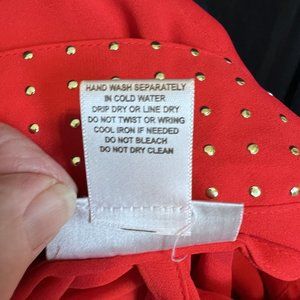 HAND WASH SEPARATELY
IN COLD WATER
DRIP DRY OR LINE DRY
DO NOT TWIST OR WRING
COOL IRON IF NEEDED
DO NOT BLEACH
DO NOT DRY CLEAN